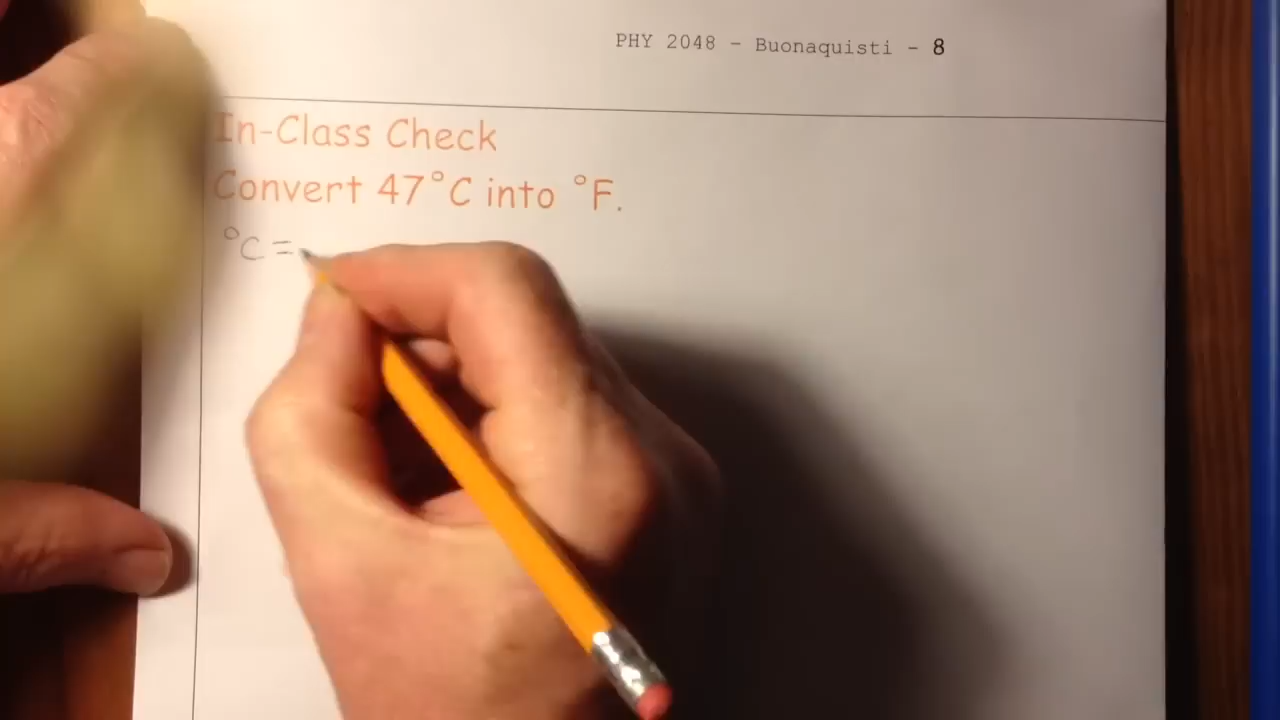 PHY 2048 - Buonaquisti - 8
In-Class Check
Convert 47°C into °F.
°C =